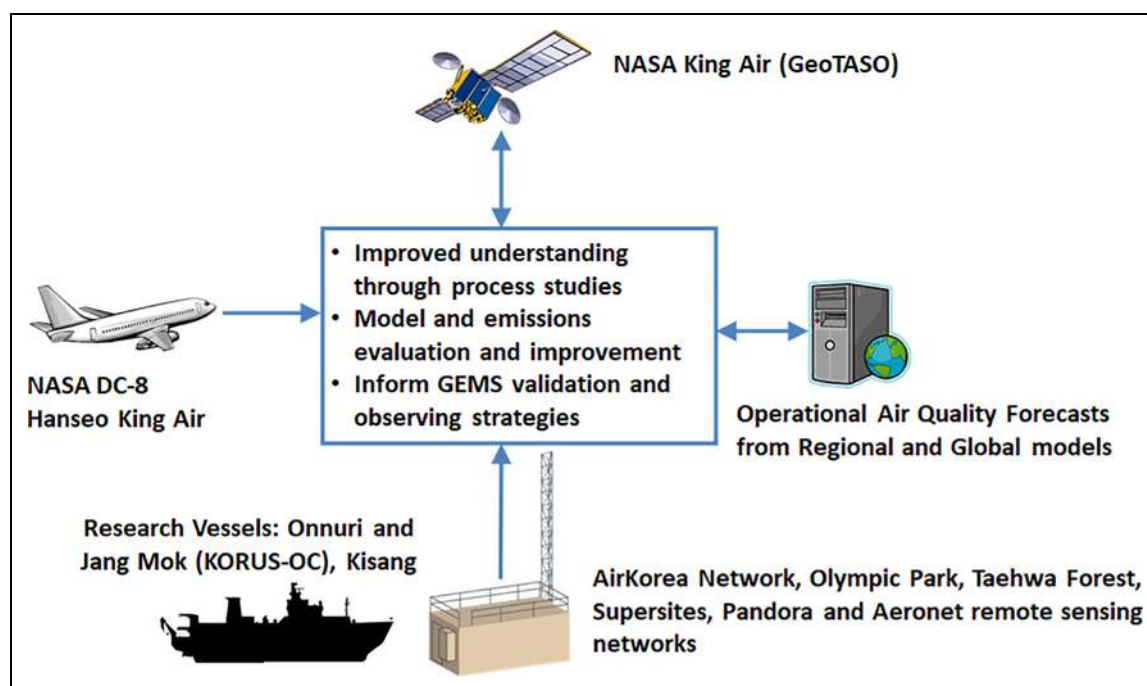 NASA King Air (GeoTASO)
• Improved understanding
through process studies
• Model and emissions
evaluation and improvement
• Inform GEMS validation and
observing strategies
NASA DC-8
Hanseo King Air
Operational Air Quality Forecasts
from Regional and Global models
Research Vessels: Onnuri and
Jang Mok (KORUS-OC), Kisang
AirKorea Network, Olympic Park, Taehwa Forest,
Supersites, Pandora and Aeronet remote sensing
networks